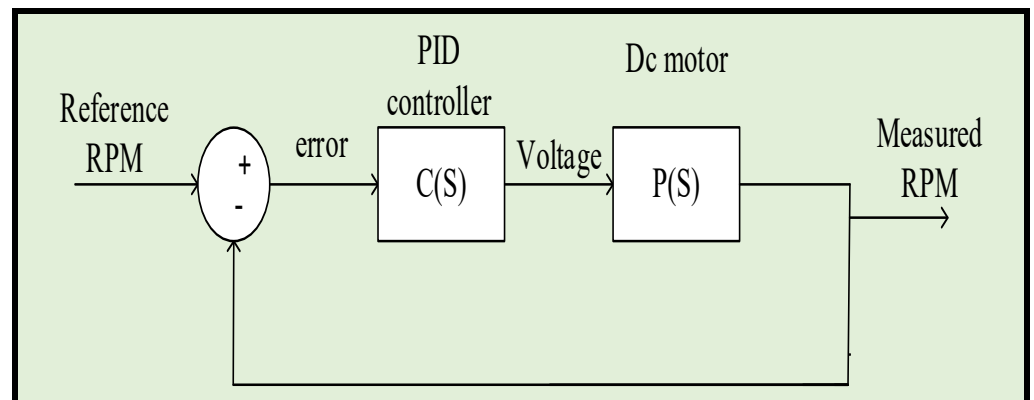 PID
controller
Dc motor
Reference
RPM
+
-
error
C(S)
Voltage
P(S)
Measured
RPM